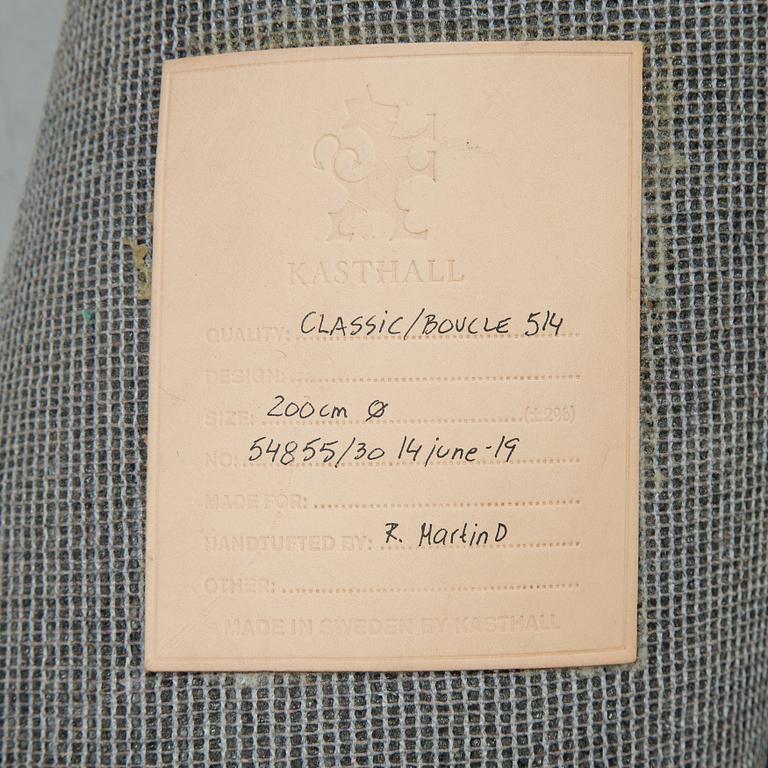 KASTHALL
QUALITY: CLASSIC/BOUCLE 514
DESIGN:
SIZE: 200cm Ø (±2%)
NO: 54855/30 14 june-19
MADE FOR:
HANDTUFTED BY: R. Martin D
OTHER:
MADE IN SWEDEN BY KASTHALL